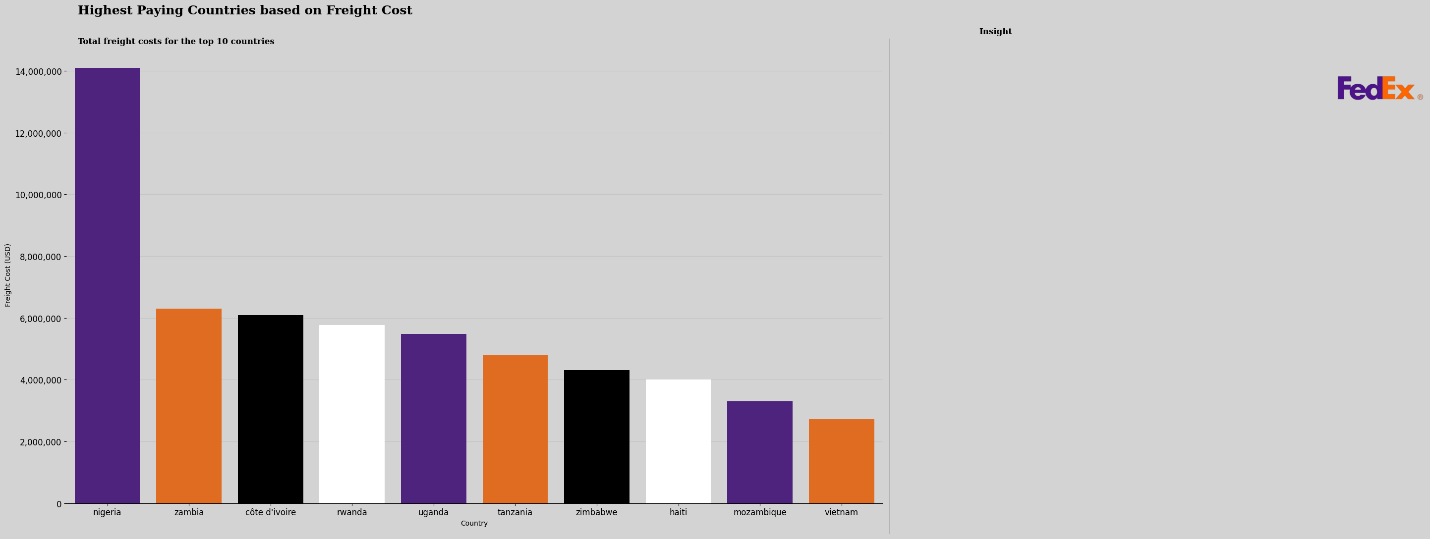 Highest Paying Countries based on Freight Cost
Total freight costs for the top 10 countries
Insight
FedEx®
14,000,000
12,000,000
10,000,000
8,000,000
6,000,000
4,000,000
2,000,000
0
Freight Cost (USD)
nigeria zambia côte d'ivoire rwanda uganda tanzania zimbabwe haiti mozambique vietnam
Country